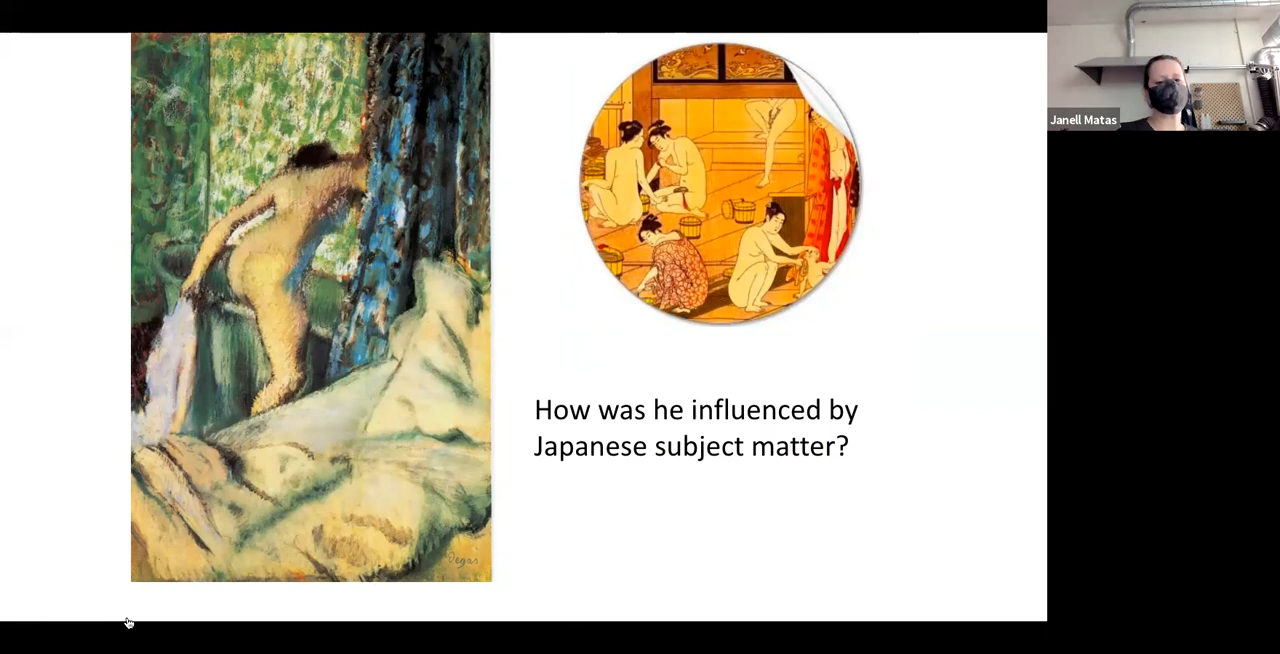 Janell Matas
How was he influenced by
Japanese subject matter?
Degas